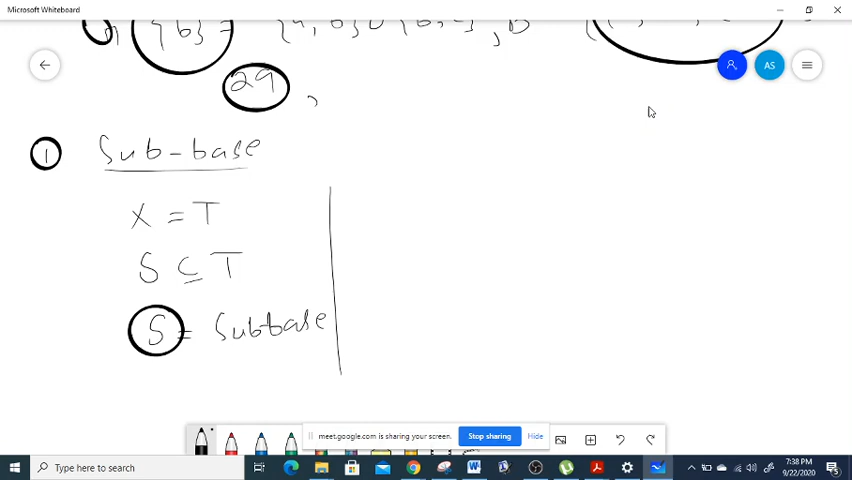 Microsoft Whiteboard
{b} = {a, b} ∪ {b,
AS
29 ,
1 Sub-base
X = T
S ⊆ T
S = Subbase
meet.google.com is sharing your screen. Stop sharing Hide
Type here to search
7:38 PM
9/22/2020